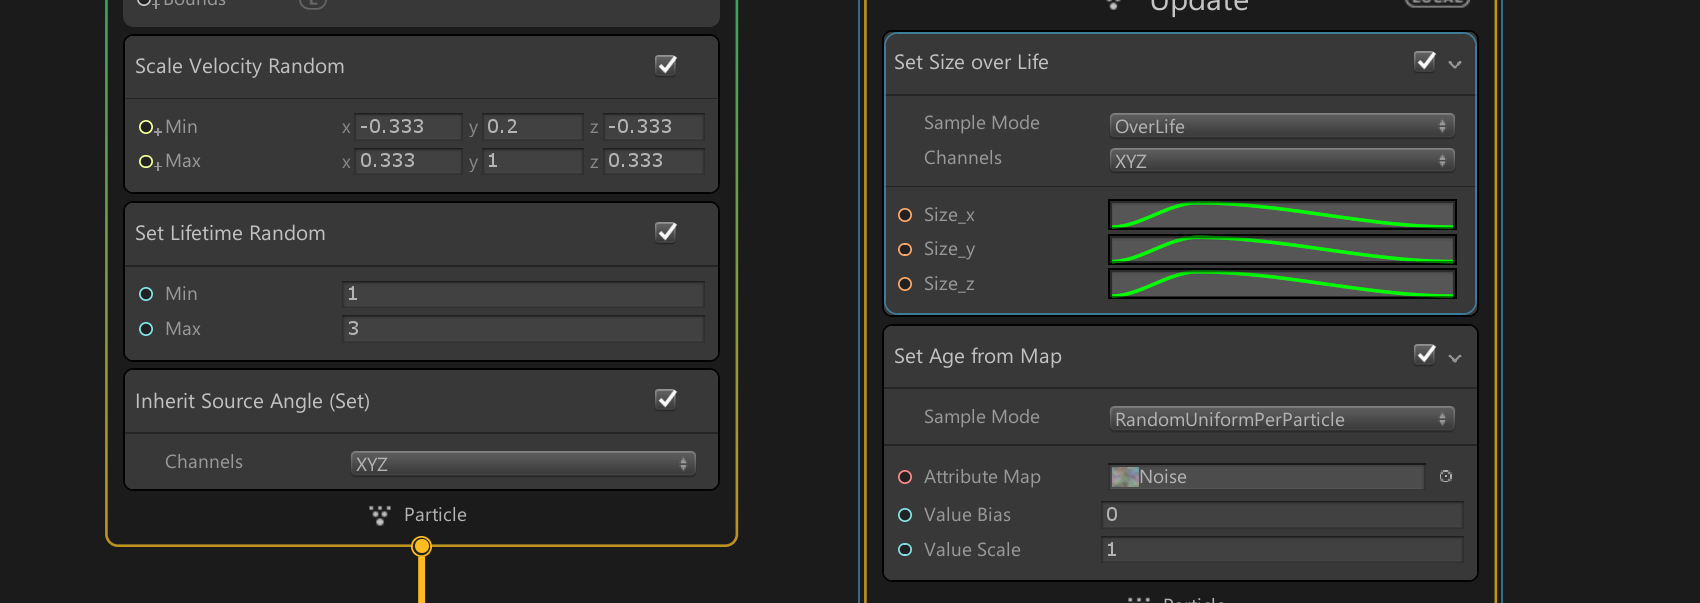 Bounds
Scale Velocity Random
Min x -0.333 y 0.2 z -0.333
Max x 0.333 y 1 z 0.333
Set Lifetime Random
Min 1
Max 3
Inherit Source Angle (Set)
Channels XYZ
Particle
Update LOCAL
Set Size over Life
Sample Mode OverLife
Channels XYZ
Size_x
Size_y
Size_z
Set Age from Map
Sample Mode RandomUniformPerParticle
Attribute Map Noise
Value Bias 0
Value Scale 1
Particle